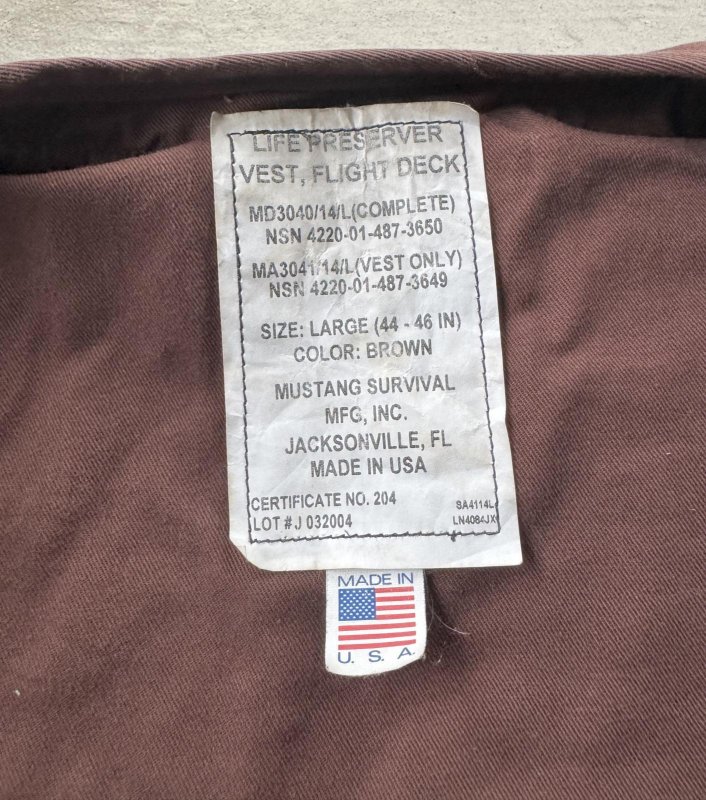 LIFE PRESERVER
VEST, FLIGHT DECK
MD3040/14/L(COMPLETE)
NSN 4220-01-487-3650
MA3041/14/L(VEST ONLY)
NSN 4220-01-487-3649
SIZE: LARGE (44 - 46 IN)
COLOR: BROWN
MUSTANG SURVIVAL
MFG, INC.
JACKSONVILLE, FL
MADE IN USA
CERTIFICATE NO. 204
SA4114L
LOT # J 032004
LN4084JX
MADE IN
U. S. A.